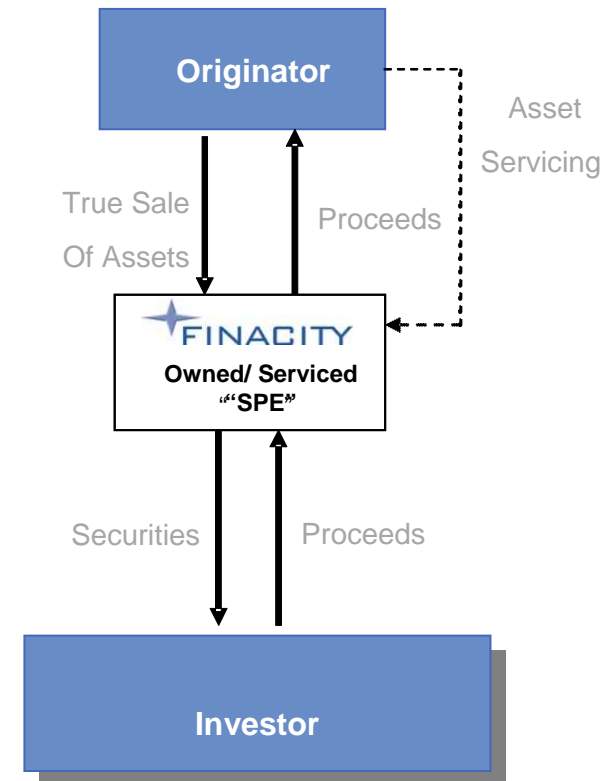 Originator
Asset
Servicing
True Sale
Of Assets
Proceeds
FINACITY
Owned/ Serviced
““SPE””
Securities
Proceeds
Investor